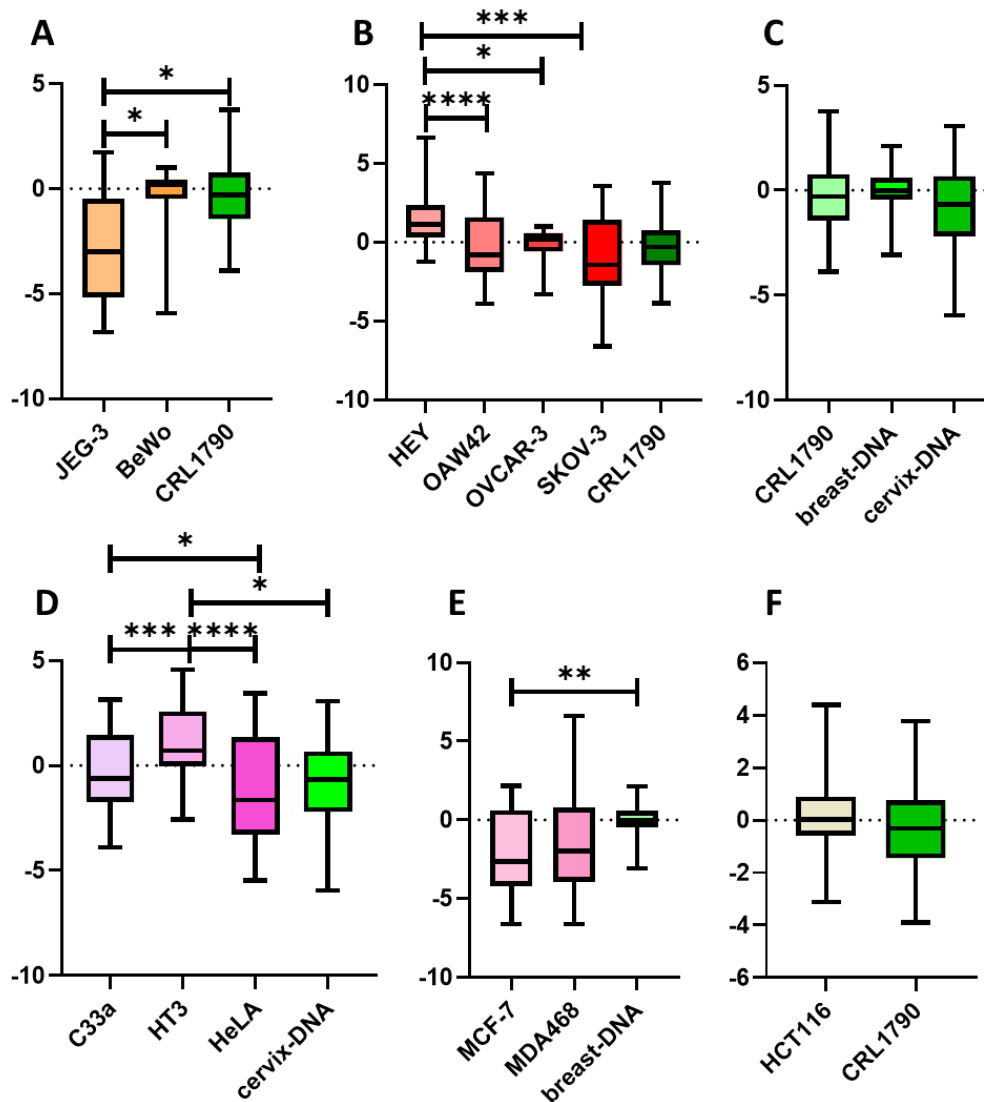 A
5
0
-5
-10
*
*
JEG-3
BeWo
CRL1790
B
10
5
0
-5
-10
***
*
****
HEY
OAW42
OVCAR-3
SKOV-3
CRL1790
C
5
0
-5
-10
CRL1790
breast-DNA
cervix-DNA
D
5
0
-5
-10
*
*
*** ****
C33a
HT3
HeLA
cervix-DNA
E
10
5
0
-5
-10
**
MCF-7
MDA468
breast-DNA
F
6
4
2
0
-2
-4
-6
HCT116
CRL1790